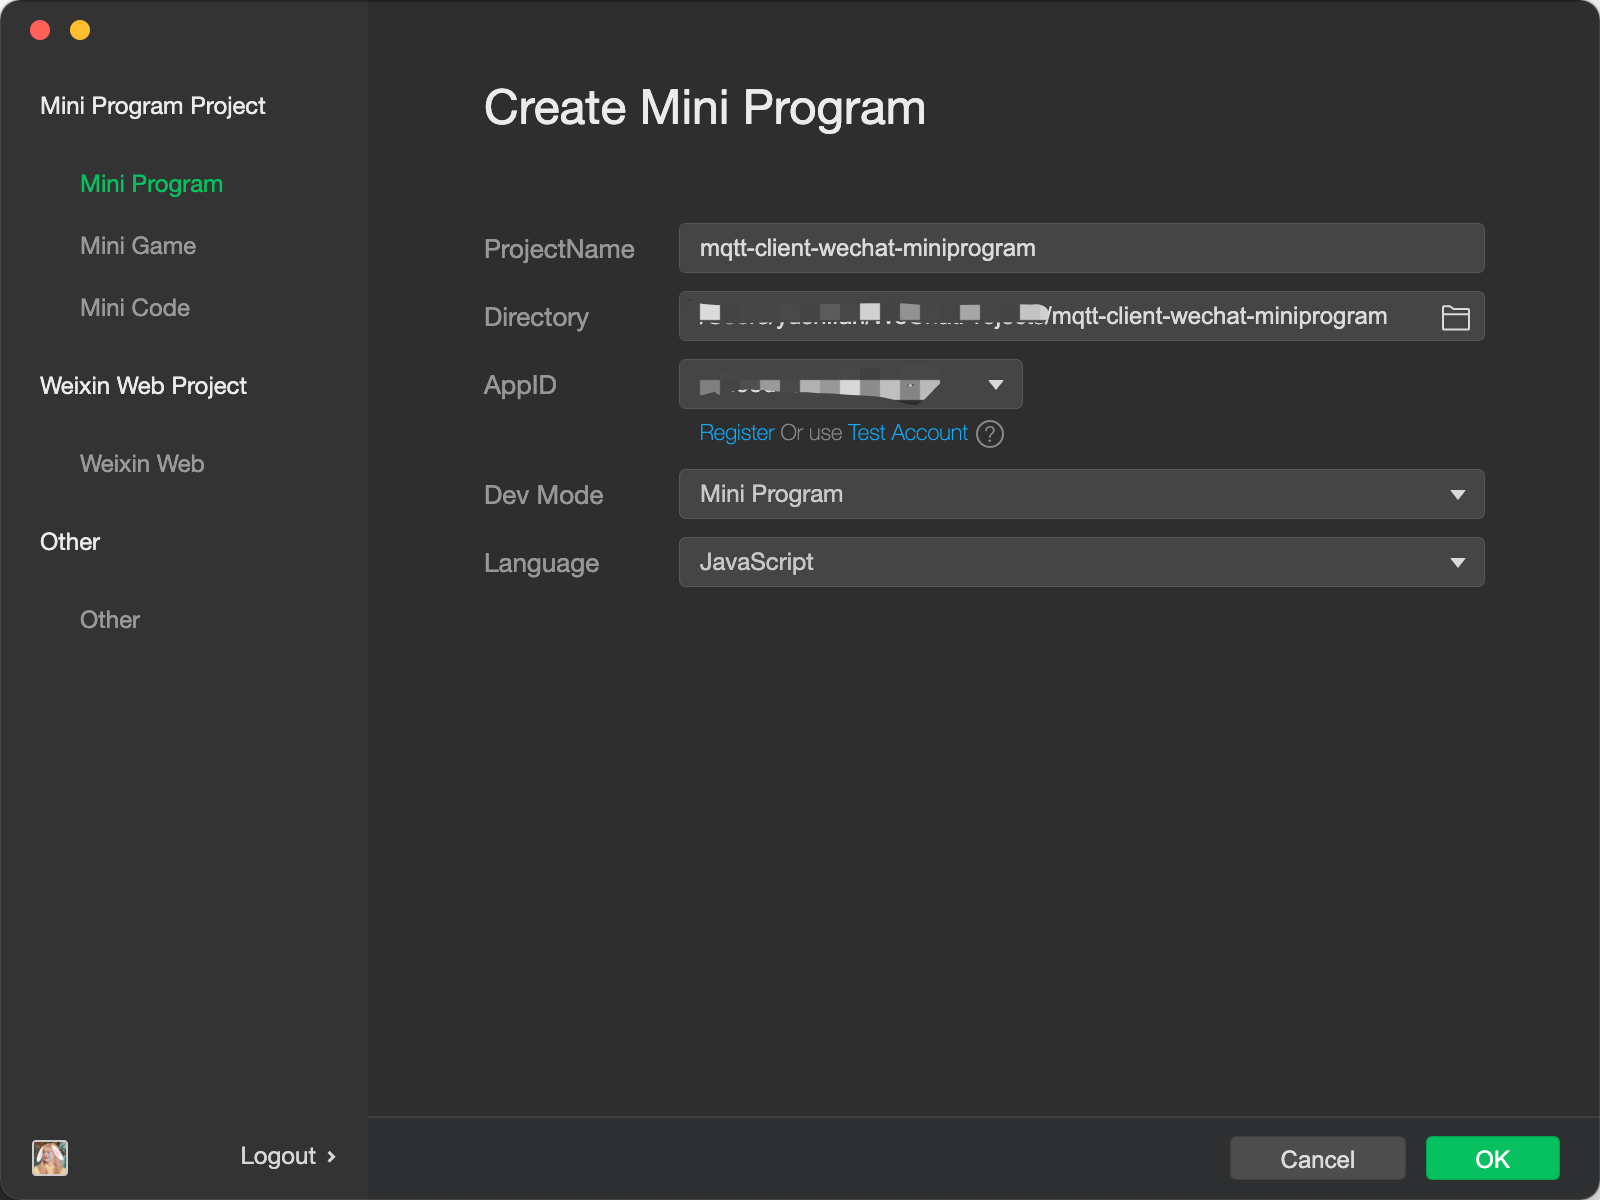 Mini Program Project
Mini Program
Mini Game
Mini Code
Weixin Web Project
Weixin Web
Other
Other
Logout
Create Mini Program
ProjectName
mqtt-client-wechat-miniprogram
Directory
/mqtt-client-wechat-miniprogram
AppID
Register Or use Test Account ?
Dev Mode
Mini Program
Language
JavaScript
Cancel
OK